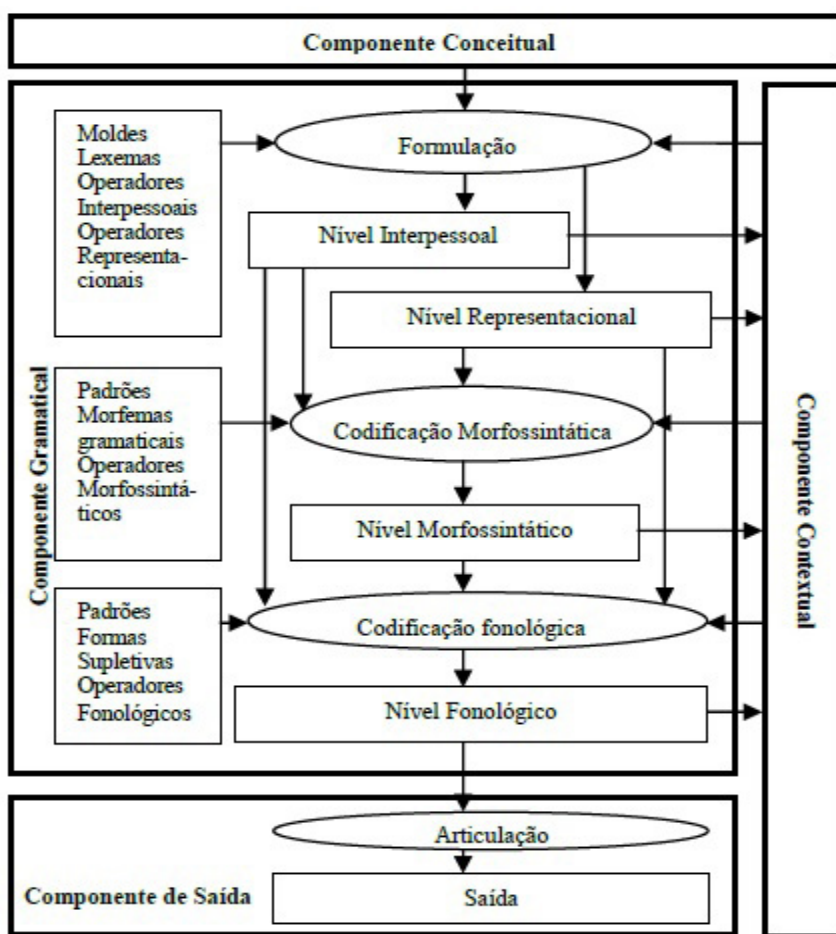 Componente Conceitual
Moldes
Lexemas
Operadores
Interpessoais
Operadores
Representa-
cionais
Formulação
Nível Interpessoal
Nível Representacional
Componente Gramatical
Padrões
Morfemas
gramaticais
Operadores
Morfossintá-
ticos
Codificação Morfossintática
Nível Morfossintático
Componente Contextual
Padrões
Formas
Supletivas
Operadores
Fonológicos
Codificação fonológica
Nível Fonológico
Articulação
Componente de Saída
Saída